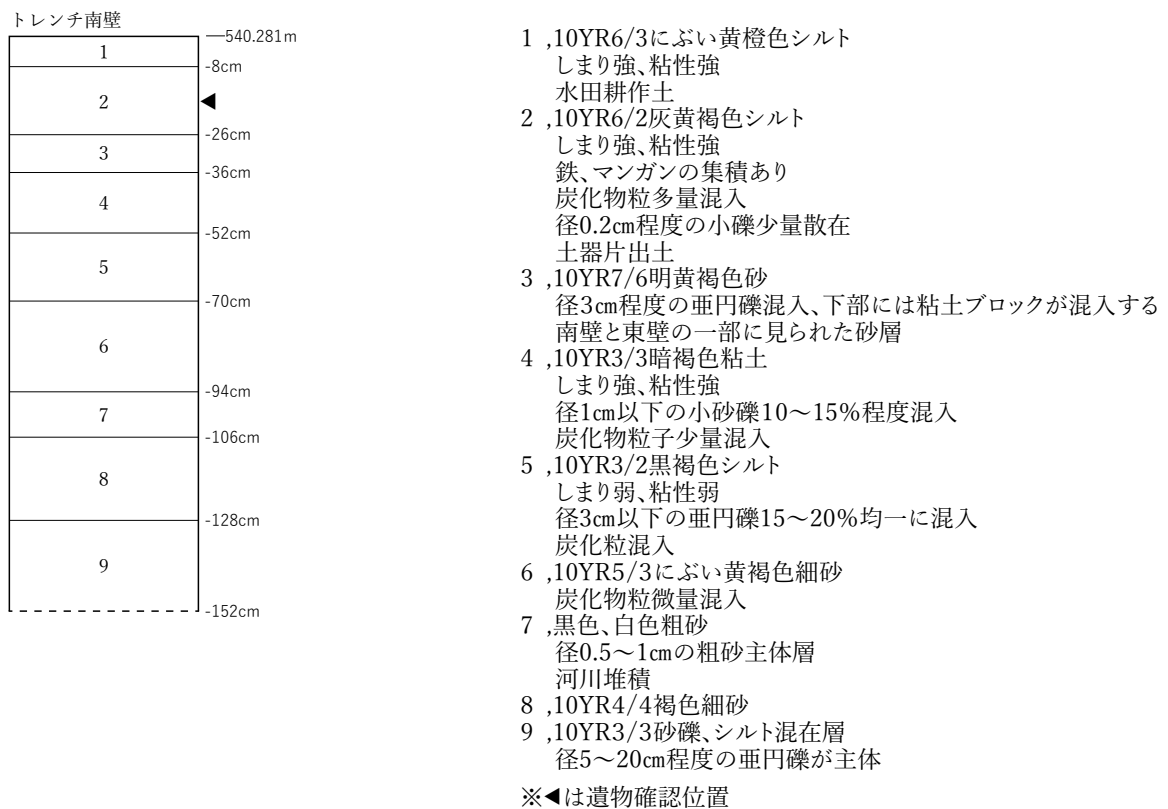 トレンチ南壁
540.281m
1
-8cm
2
◀
-26cm
3
-36cm
4
-52cm
5
-70cm
6
-94cm
7
-106cm
8
-128cm
9
-152cm
1 ,10YR6/3にぶい黄橙色シルト
しまり強、粘性強
水田耕作土
2 ,10YR6/2灰黄褐色シルト
しまり強、粘性強
鉄、マンガンの集積あり
炭化物粒多量混入
径0.2㎝程度の小礫少量散在
土器片出土
3 ,10YR7/6明黄褐色砂
径3㎝程度の亜円礫混入、下部には粘土ブロックが混入する
南壁と東壁の一部に見られた砂層
4 ,10YR3/3暗褐色粘土
しまり強、粘性強
径1㎝以下の小砂礫10〜15%程度混入
炭化物粒子少量混入
5 ,10YR3/2黒褐色シルト
しまり弱、粘性弱
径3㎝以下の亜円礫15〜20%均一に混入
炭化粒混入
6 ,10YR5/3にぶい黄褐色細砂
炭化物粒微量混入
7 ,黒色、白色粗砂
径0.5〜1㎝の粗砂主体層
河川堆積
8 ,10YR4/4褐色細砂
9 ,10YR3/3砂礫、シルト混在層
径5〜20㎝程度の亜円礫が主体
※◀は遺物確認位置